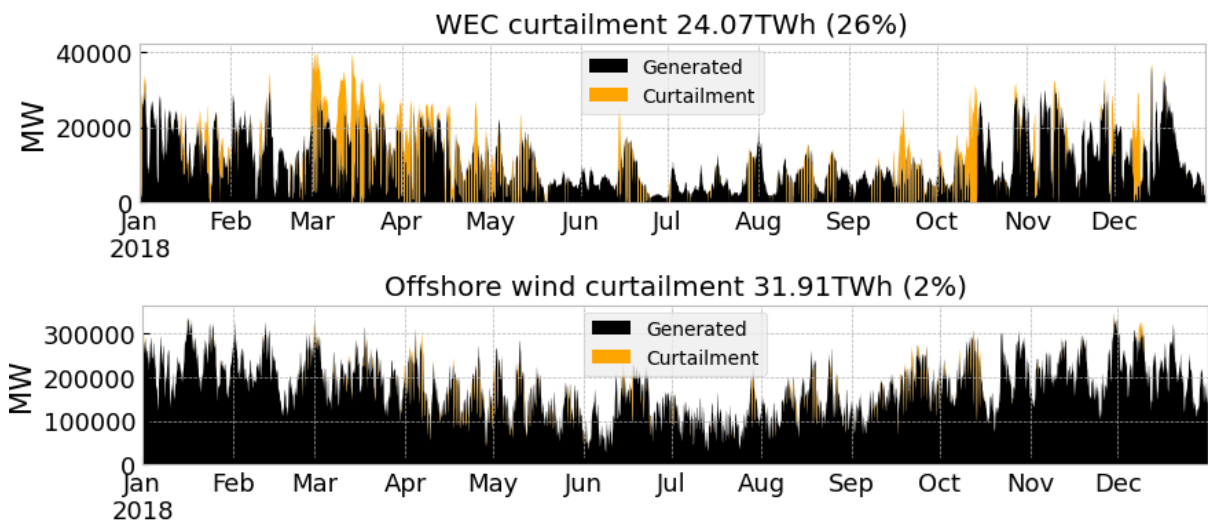 WEC curtailment 24.07TWh (26%)
40000
Generated
Curtailment
MW
20000
0
Jan Feb Mar Apr May Jun Jul Aug Sep Oct Nov Dec
2018
Offshore wind curtailment 31.91TWh (2%)
Generated
300000
Curtailment
MW
200000
100000
0
Jan Feb Mar Apr May Jun Jul Aug Sep Oct Nov Dec
2018